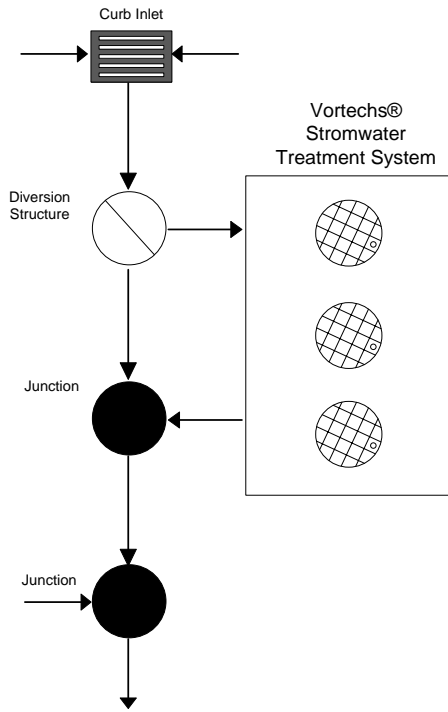 Curb Inlet
Vortechs®
Stromwater
Treatment System
Diversion
Structure
Junction
Junction